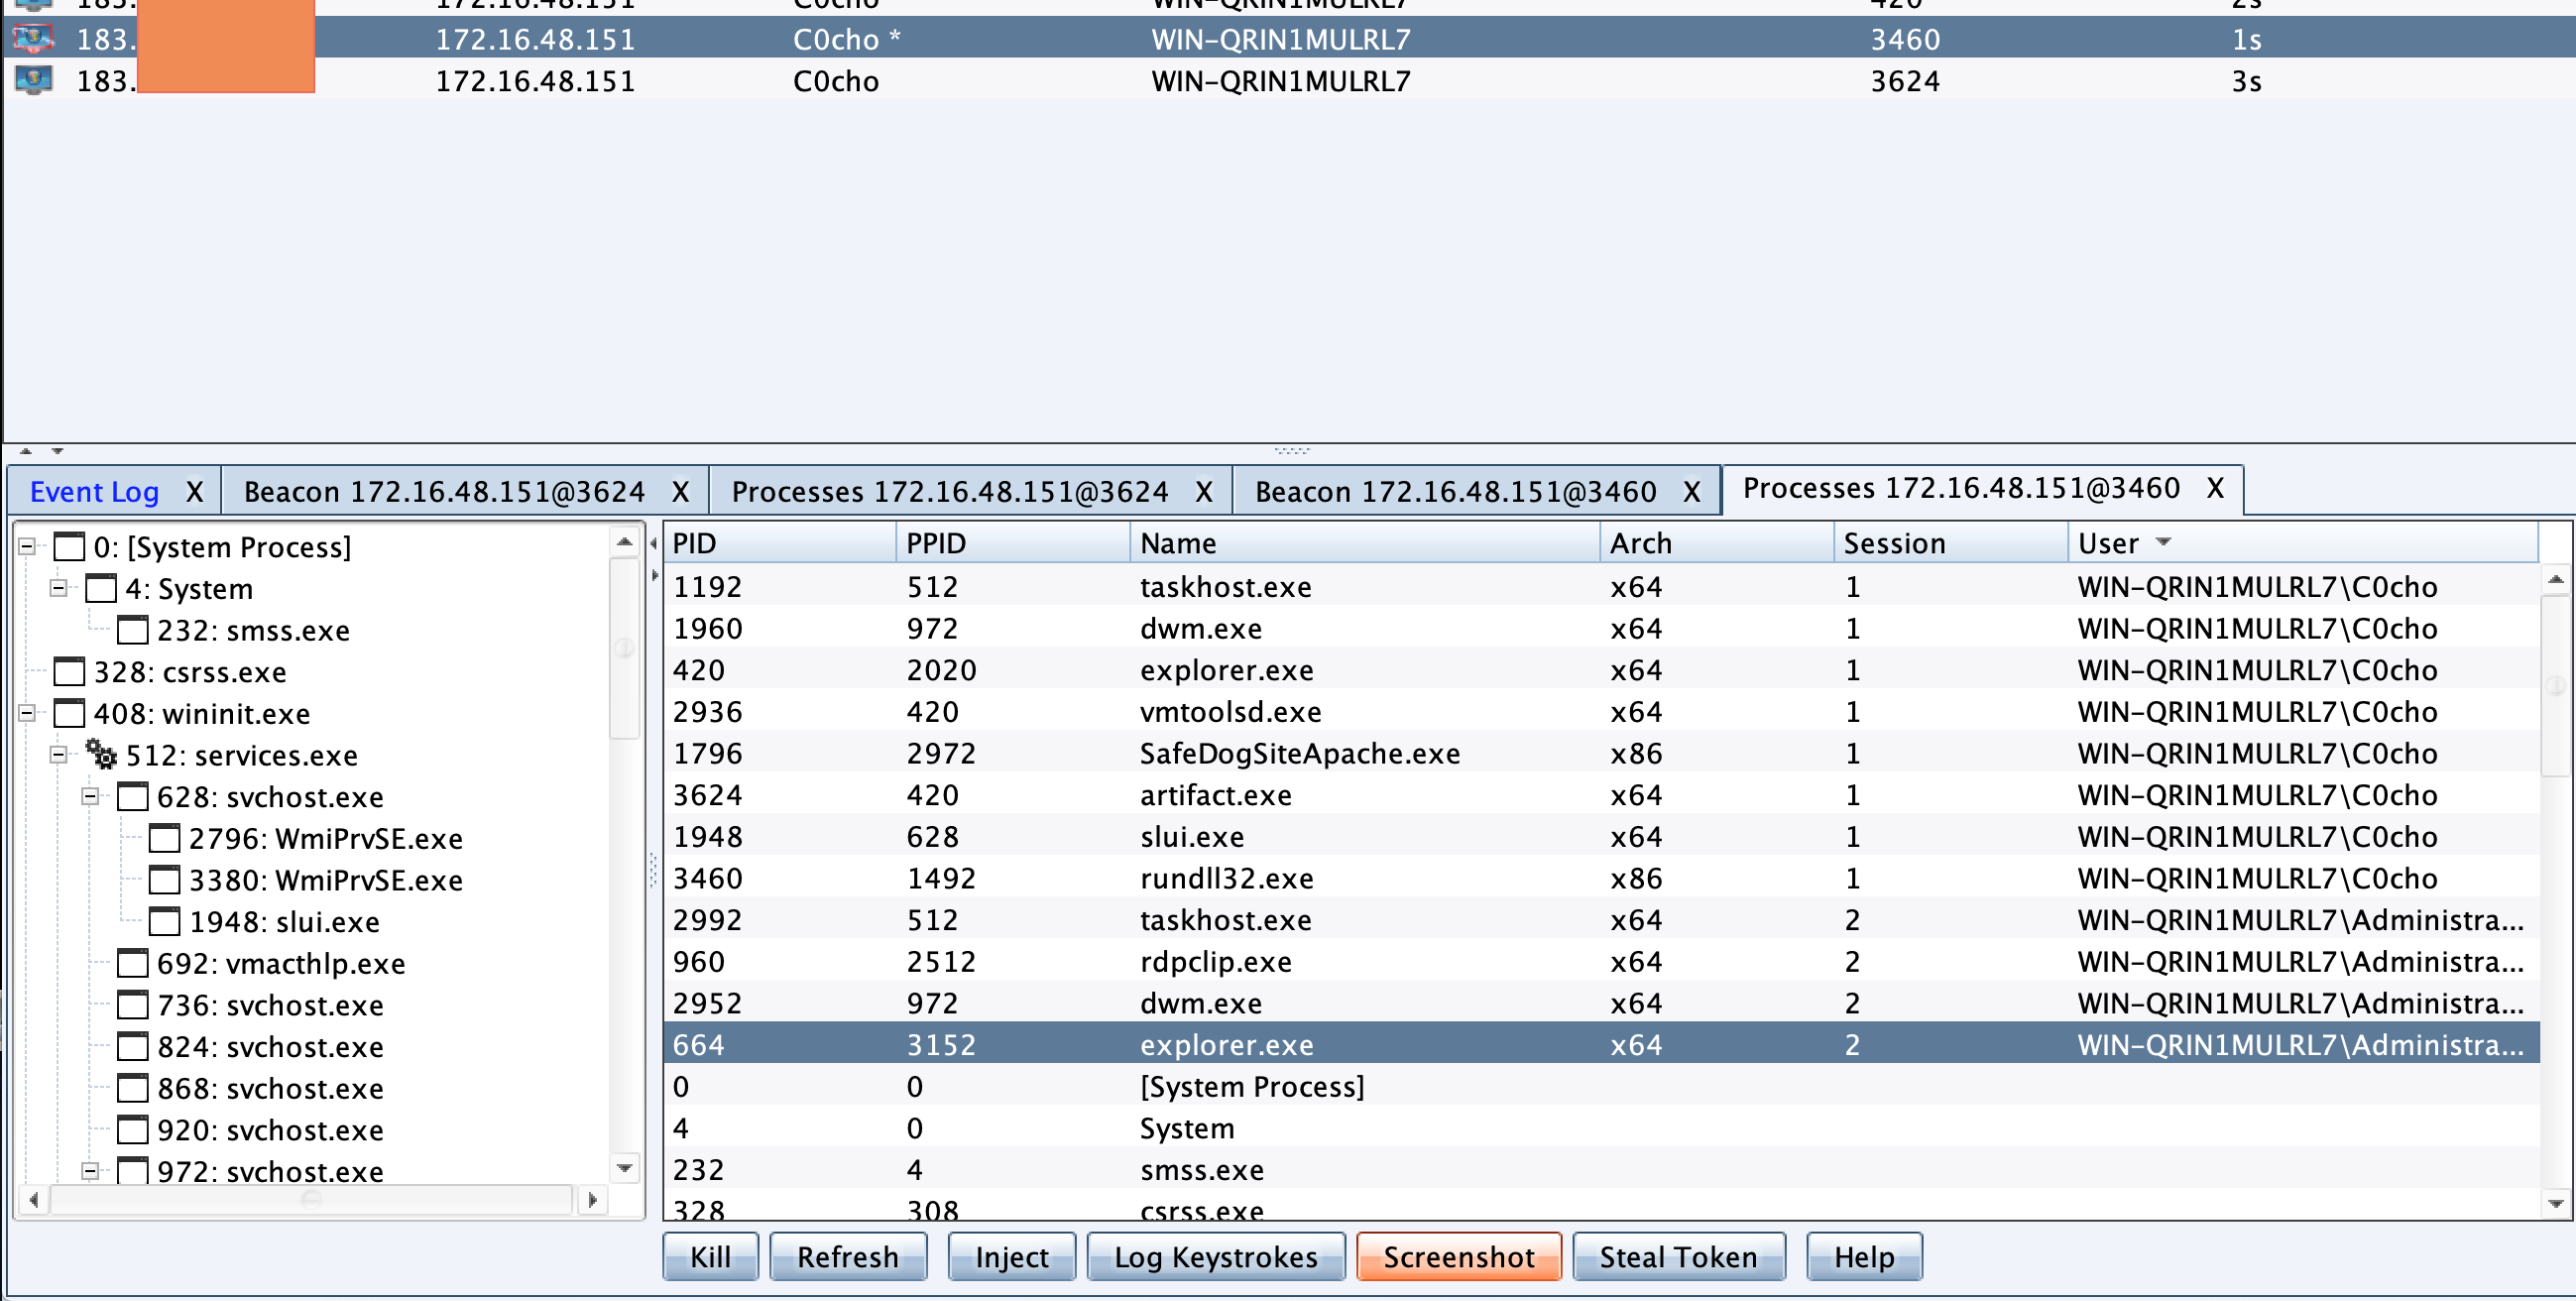 183. 172.16.48.151 C0cho WIN-QRIN1MULRL7 420 2s
183. 172.16.48.151 C0cho * WIN-QRIN1MULRL7 3460 1s
183. 172.16.48.151 C0cho WIN-QRIN1MULRL7 3624 3s
Event Log X Beacon 172.16.48.151@3624 X Processes 172.16.48.151@3624 X Beacon 172.16.48.151@3460 X Processes 172.16.48.151@3460 X
0: [System Process]
4: System
232: smss.exe
328: csrss.exe
408: wininit.exe
512: services.exe
628: svchost.exe
2796: WmiPrvSE.exe
3380: WmiPrvSE.exe
1948: slui.exe
692: vmacthlp.exe
736: svchost.exe
824: svchost.exe
868: svchost.exe
920: svchost.exe
972: svchost.exe
PID PPID Name Arch Session User
1192 512 taskhost.exe x64 1 WIN-QRIN1MULRL7\C0cho
1960 972 dwm.exe x64 1 WIN-QRIN1MULRL7\C0cho
420 2020 explorer.exe x64 1 WIN-QRIN1MULRL7\C0cho
2936 420 vmtoolsd.exe x64 1 WIN-QRIN1MULRL7\C0cho
1796 2972 SafeDogSiteApache.exe x86 1 WIN-QRIN1MULRL7\C0cho
3624 420 artifact.exe x64 1 WIN-QRIN1MULRL7\C0cho
1948 628 slui.exe x64 1 WIN-QRIN1MULRL7\C0cho
3460 1492 rundll32.exe x86 1 WIN-QRIN1MULRL7\C0cho
2992 512 taskhost.exe x64 2 WIN-QRIN1MULRL7\Administra...
960 2512 rdpclip.exe x64 2 WIN-QRIN1MULRL7\Administra...
2952 972 dwm.exe x64 2 WIN-QRIN1MULRL7\Administra...
664 3152 explorer.exe x64 2 WIN-QRIN1MULRL7\Administra...
0 0 [System Process]
4 0 System
232 4 smss.exe
328 308 csrss.exe
Kill Refresh Inject Log Keystrokes Screenshot Steal Token Help